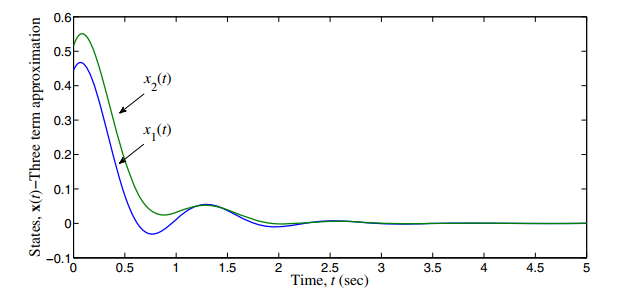 States, x(t)−Three term approximation
0.6
0.5
0.4
0.3
0.2
0.1
0
−0.1
x2(t)
x1(t)
0 0.5 1 1.5 2 2.5 3 3.5 4 4.5 5
Time, t (sec)